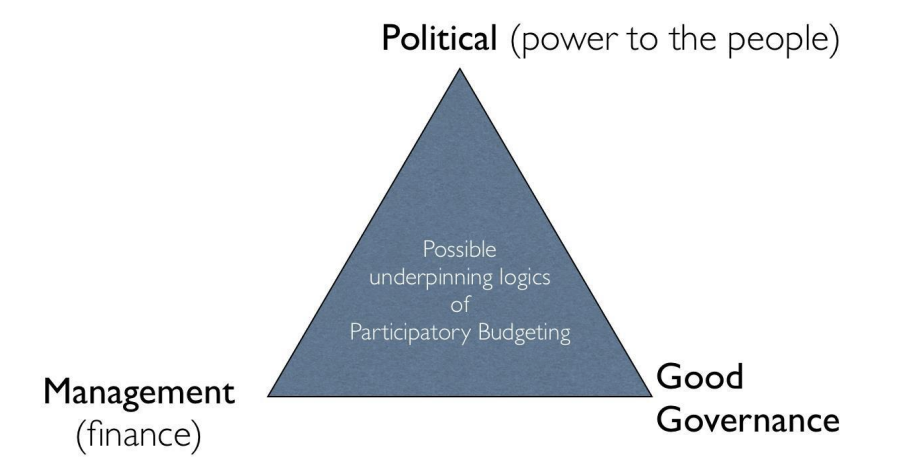 Political (power to the people)
Possible
underpinning logics
of
Participatory Budgeting
Management
(finance)
Good
Governance